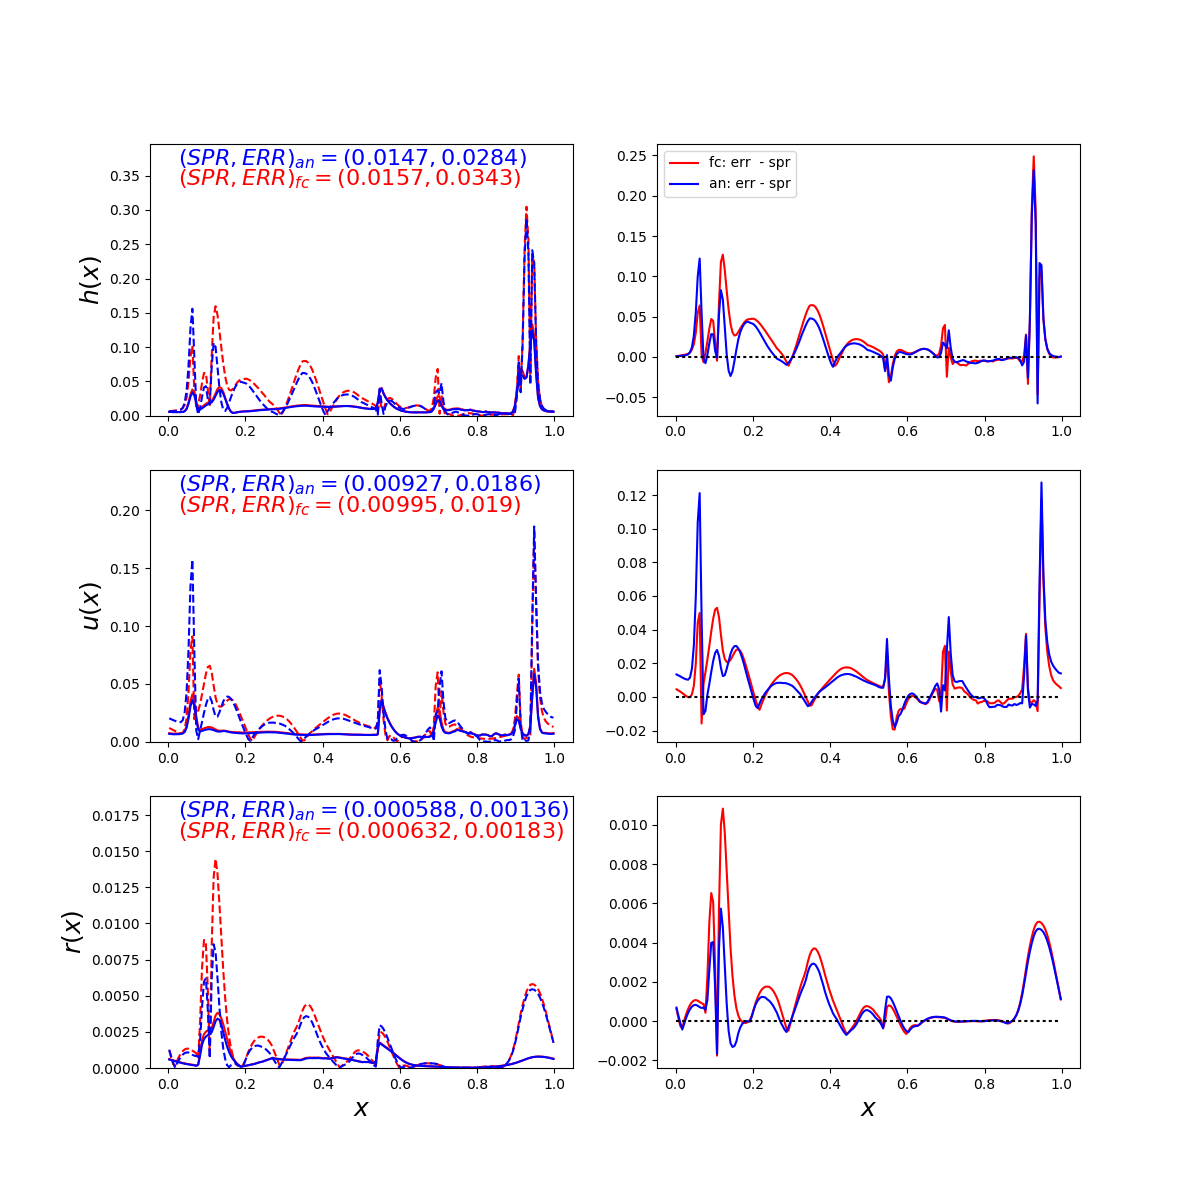 (SPR, ERR)an = (0.0147, 0.0284)
(SPR, ERR)fc = (0.0157, 0.0343)
h(x)
0.35
0.30
0.25
0.20
0.15
0.10
0.05
0.00
0.0 0.2 0.4 0.6 0.8 1.0
fc: err - spr
an: err - spr
0.25
0.20
0.15
0.10
0.05
0.00
−0.05
0.0 0.2 0.4 0.6 0.8 1.0
(SPR, ERR)an = (0.00927, 0.0186)
(SPR, ERR)fc = (0.00995, 0.019)
u(x)
0.20
0.15
0.10
0.05
0.00
0.0 0.2 0.4 0.6 0.8 1.0
0.12
0.10
0.08
0.06
0.04
0.02
0.00
−0.02
0.0 0.2 0.4 0.6 0.8 1.0
(SPR, ERR)an = (0.000588, 0.00136)
(SPR, ERR)fc = (0.000632, 0.00183)
r(x)
0.0175
0.0150
0.0125
0.0100
0.0075
0.0050
0.0025
0.0000
0.0 0.2 0.4 0.6 0.8 1.0
x
0.010
0.008
0.006
0.004
0.002
0.000
−0.002
0.0 0.2 0.4 0.6 0.8 1.0
x